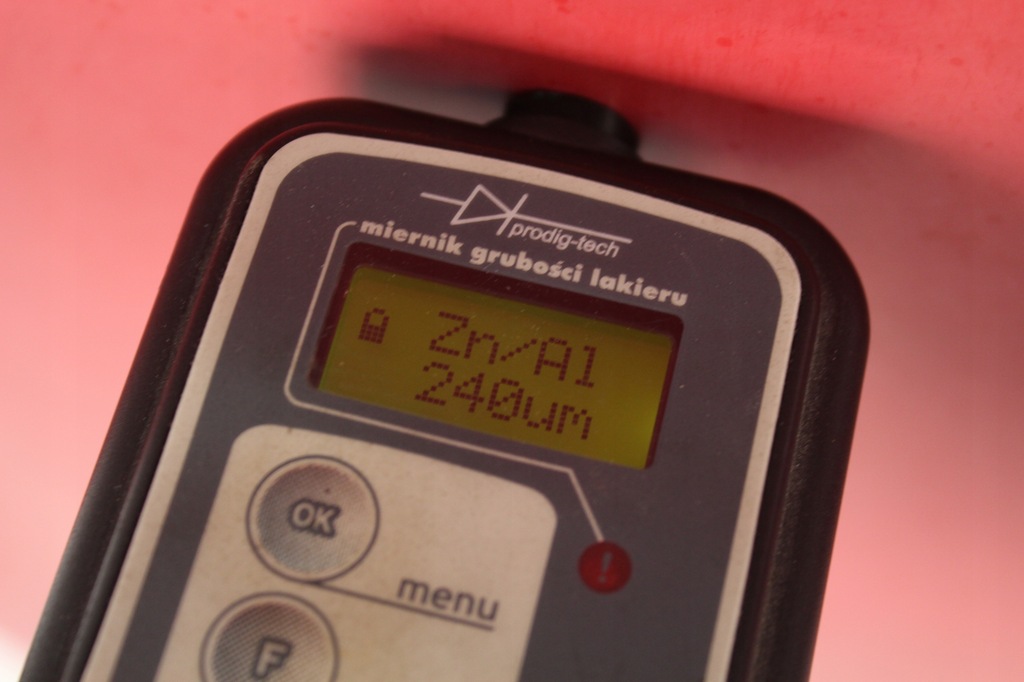 prodig-tech
miernik grubości lakieru
Zn/Al
240um
OK
menu
F
!